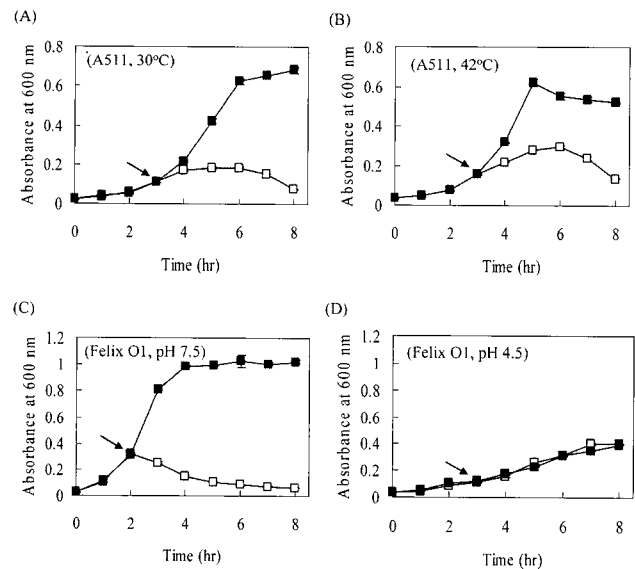 (A)
(B)
(A511, 30°C)
(A511, 42°C)
Absorbance at 600 nm
0.8
0.6
0.4
0.2
0
0 2 4 6 8
Time (hr)
Absorbance at 600 nm
0.8
0.6
0.4
0.2
0
0 2 4 6 8
Time (hr)
(C)
(D)
(Felix O1, pH 7.5)
(Felix O1, pH 4.5)
Absorbance at 600 nm
1.2
1
0.8
0.6
0.4
0.2
0
0 2 4 6 8
Time (hr)
Absorbance at 600 nm
1.2
1
0.8
0.6
0.4
0.2
0
0 2 4 6 8
Time (hr)